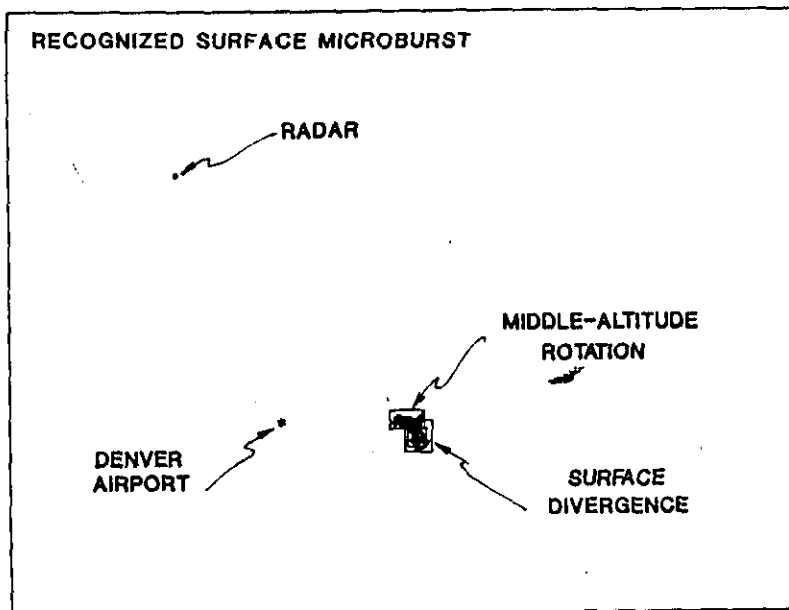 RECOGNIZED SURFACE MICROBURST
RADAR
MIDDLE-ALTITUDE
ROTATION
DENVER
AIRPORT
SURFACE
DIVERGENCE